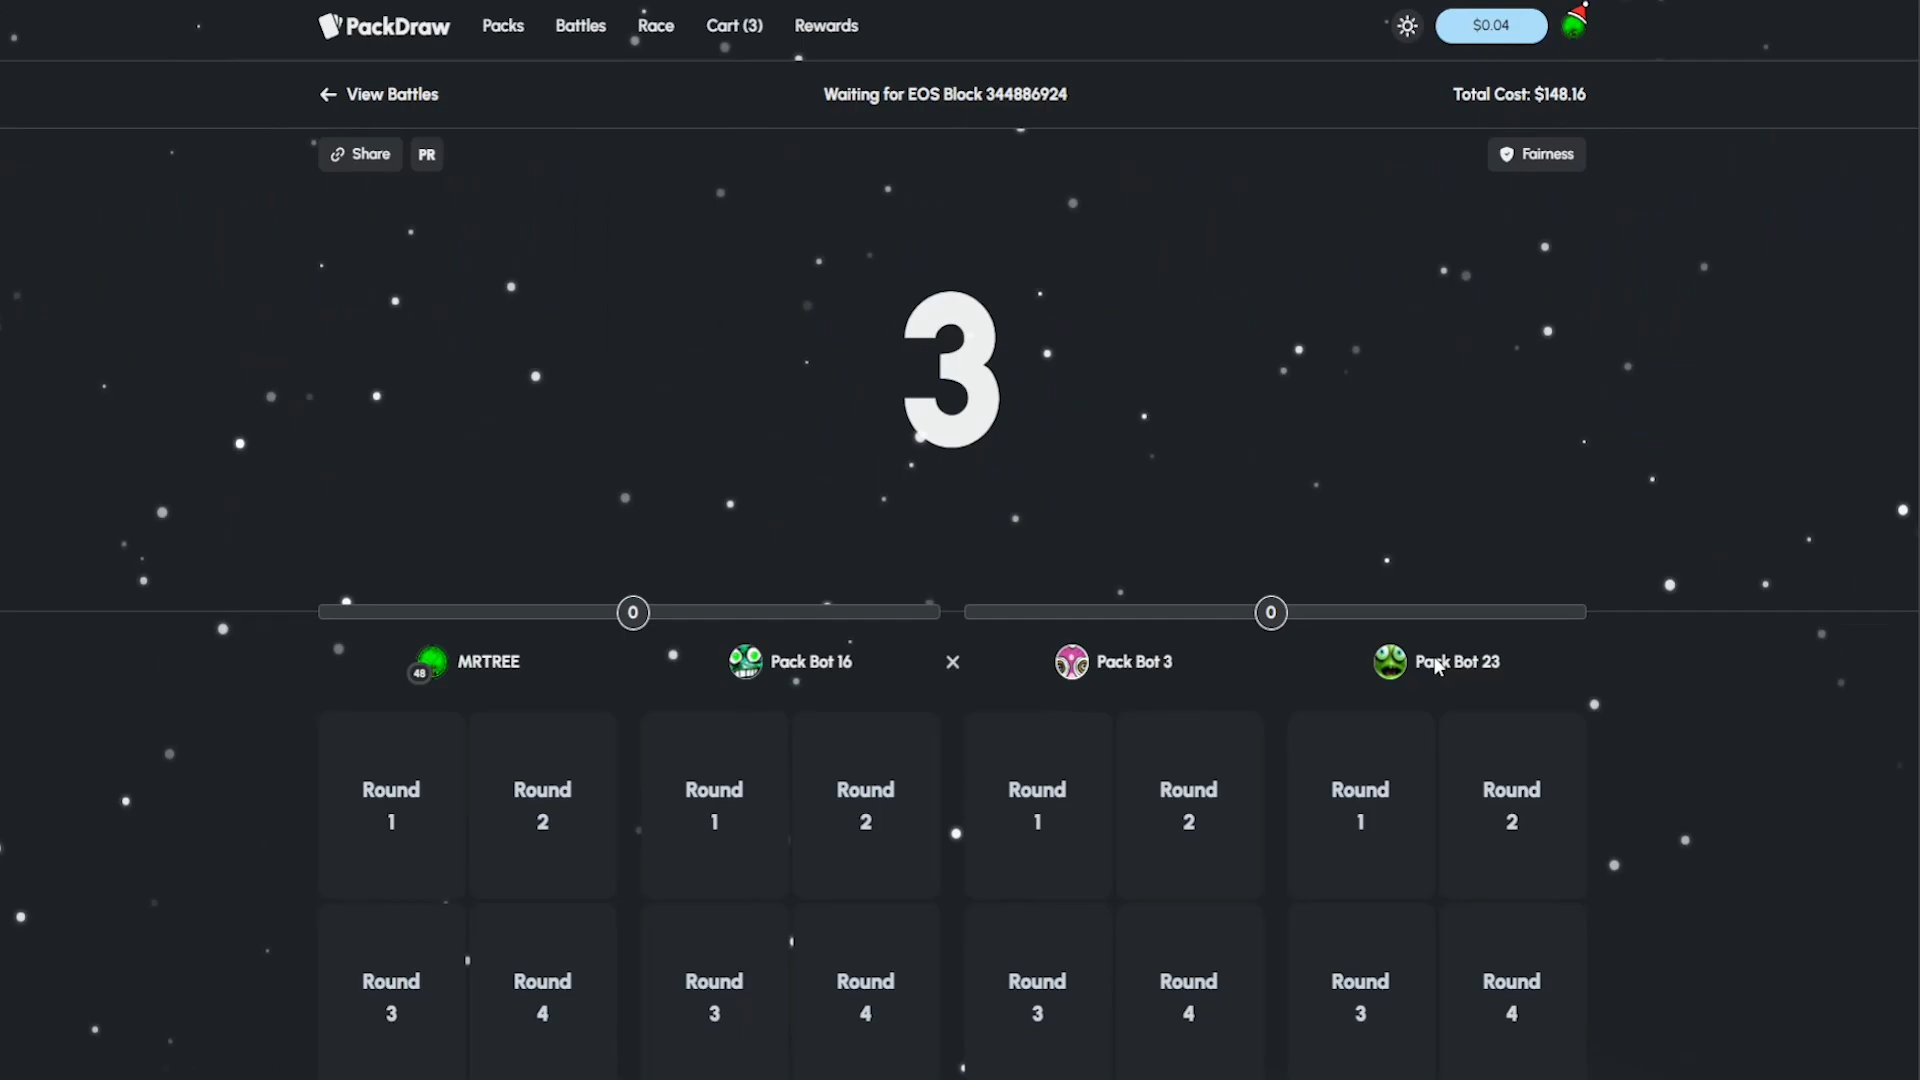 PackDraw Packs Battles Race Cart (3) Rewards $0.04
View Battles Waiting for EOS Block 344886924 Total Cost: $148.16
Share PR Fairness
3
0 0
48 MRTREE Pack Bot 16 Pack Bot 3 Pack Bot 23
Round Round Round Round Round Round Round Round
1 2 1 2 1 2 1 2
Round Round Round Round Round Round Round Round
3 4 3 4 3 4 3 4